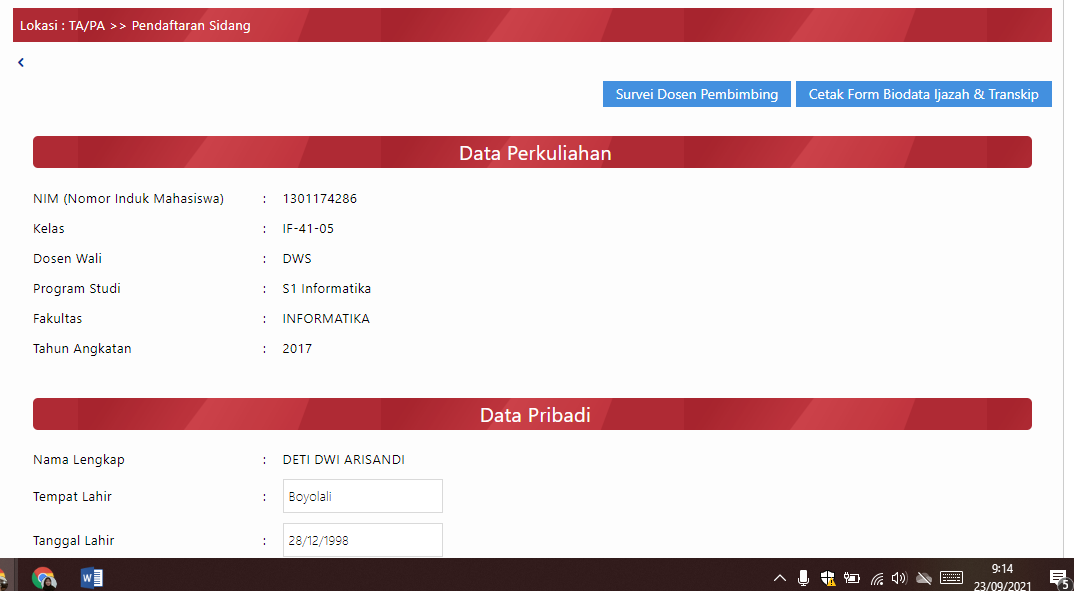 Lokasi : TA/PA >> Pendaftaran Sidang
Survei Dosen Pembimbing
Cetak Form Biodata Ijazah & Transkip
Data Perkuliahan
NIM (Nomor Induk Mahasiswa) : 1301174286
Kelas : IF-41-05
Dosen Wali : DWS
Program Studi : S1 Informatika
Fakultas : INFORMATIKA
Tahun Angkatan : 2017
Data Pribadi
Nama Lengkap : DETI DWI ARISANDI
Tempat Lahir : Boyolali
Tanggal Lahir : 28/12/1998
9:14
23/09/2021
5